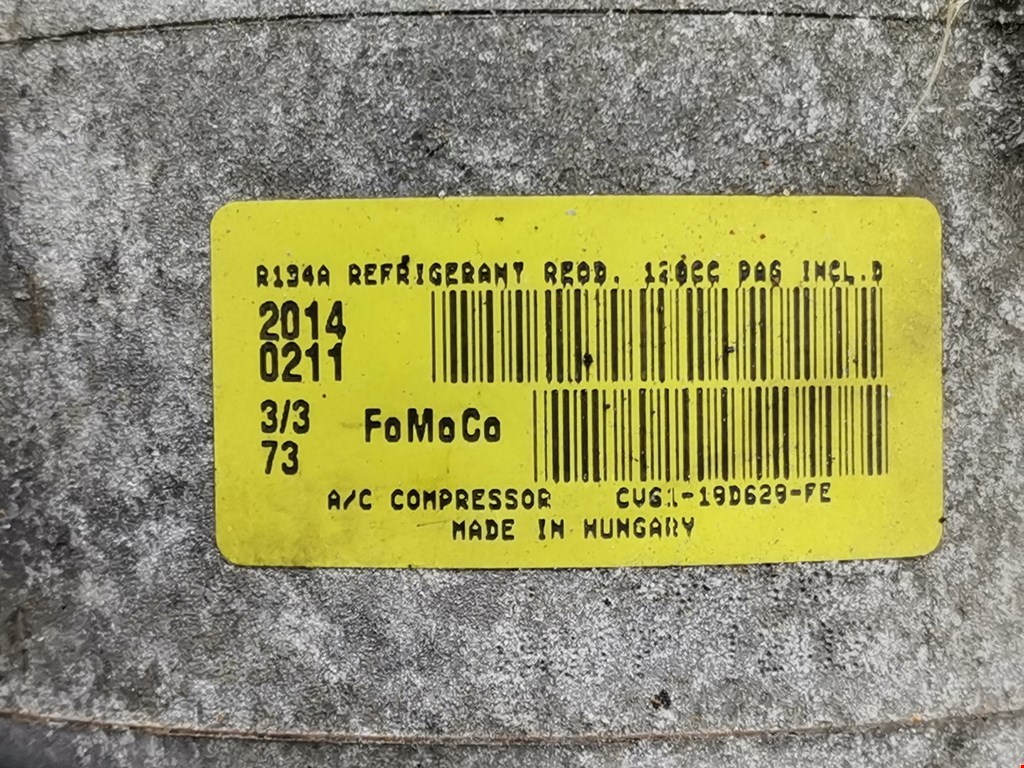 R134A REFRIGERANT REQD. 120CC PAG INCL.D
2014
0211
3/3 FoMoCo
73
A/C COMPRESSOR CV61-19D629-FE
MADE IN HUNGARY